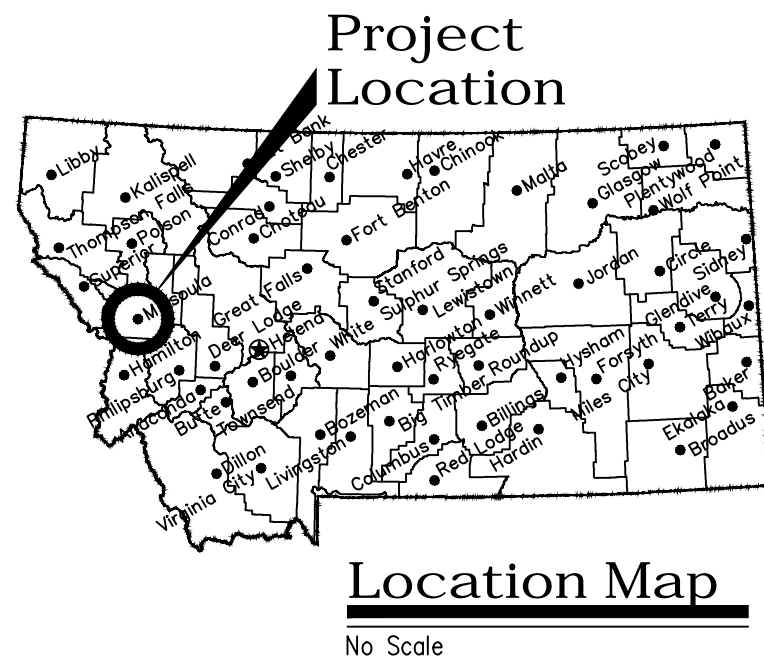 Project
Location
Bank
Libby
Kalispell
Shelby
Chester
Havre
Chinook
Malta
Scobey
Glasgow
Plentywood
Wolf Point
Thompson Falls
Polson
Superior
Conrad
Choteau
Fort Benton
Great Falls
Stanford
White Sulphur Springs
Lewistown
Winnett
Jordan
Circle
Sidney
Glendive
Terry
Wibaux
Missoula
Hamilton
Deer Lodge
Helena
Boulder
Philipsburg
Anaconda
Butte
Townsend
Harlowton
Ryegate
Roundup
Hysham
Forsyth
Miles City
Baker
Ekalaka
Broadus
Bozeman
Livingston
Big Timber
Columbus
Billings
Red Lodge
Hardin
Dillon
Virginia City
Location Map
No Scale